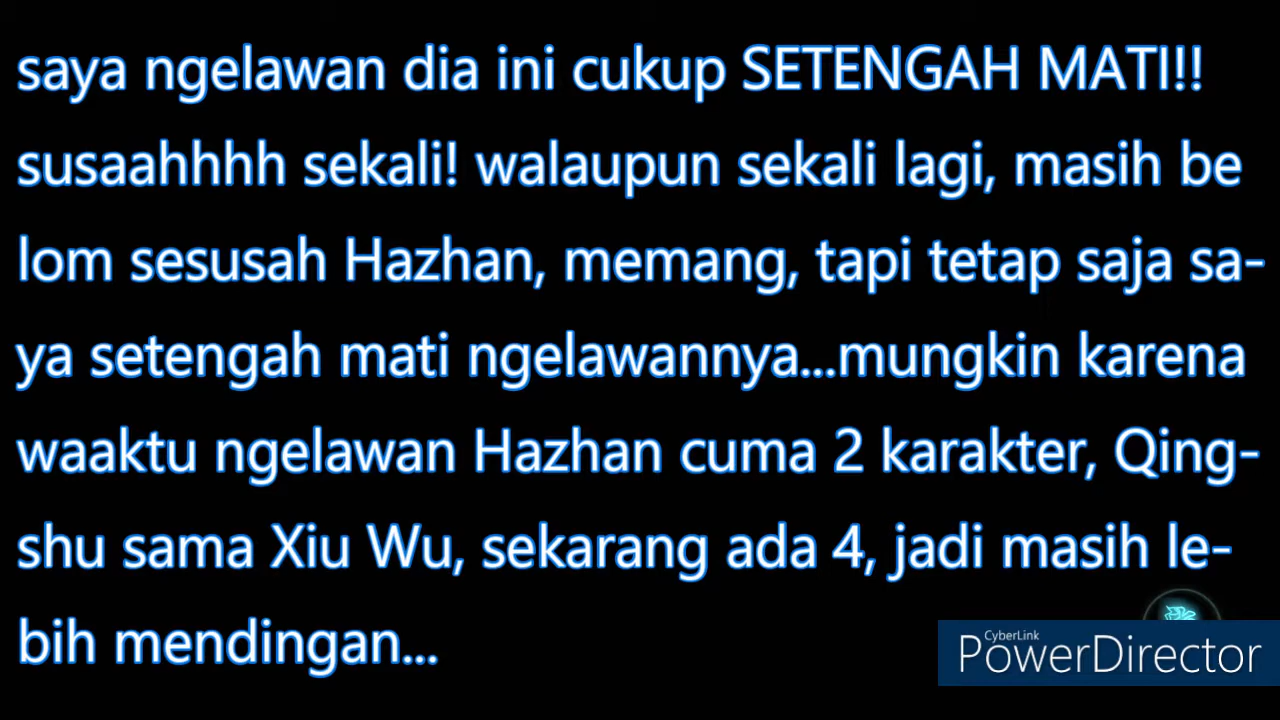 saya ngelawan dia ini cukup SETENGAH MATI!!
susaahhhh sekali! walaupun sekali lagi, masih be
lom sesusah Hazhan, memang, tapi tetap saja sa-
ya setengah mati ngelawannya...mungkin karena
waaktu ngelawan Hazhan cuma 2 karakter, Qing-
shu sama Xiu Wu, sekarang ada 4, jadi masih le-
bih mendingan...
CyberLink
PowerDirector